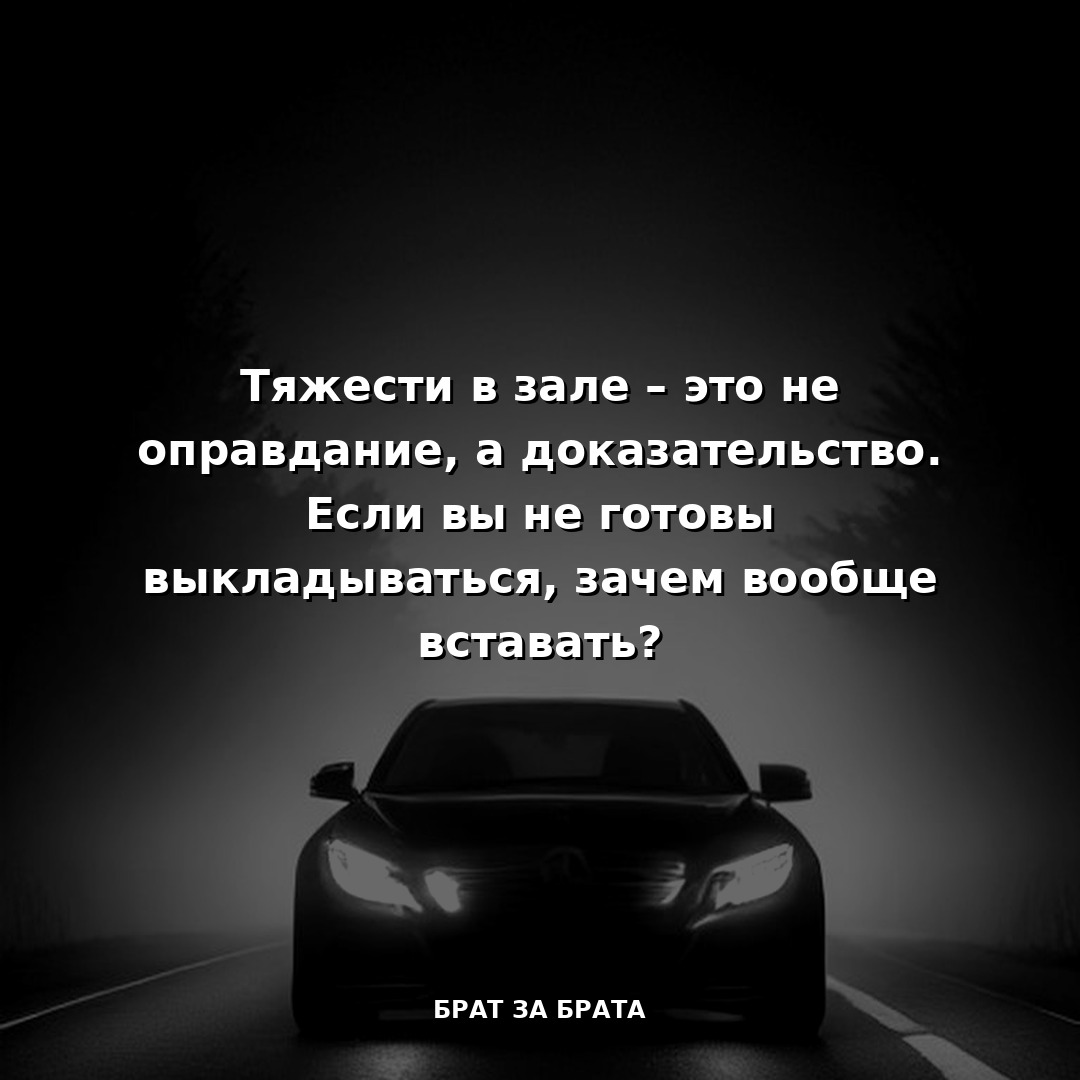 Тяжести в зале – это не
оправдание, а доказательство.
Если вы не готовы
выкладываться, зачем вообще
вставать?
БРАТ ЗА БРАТА